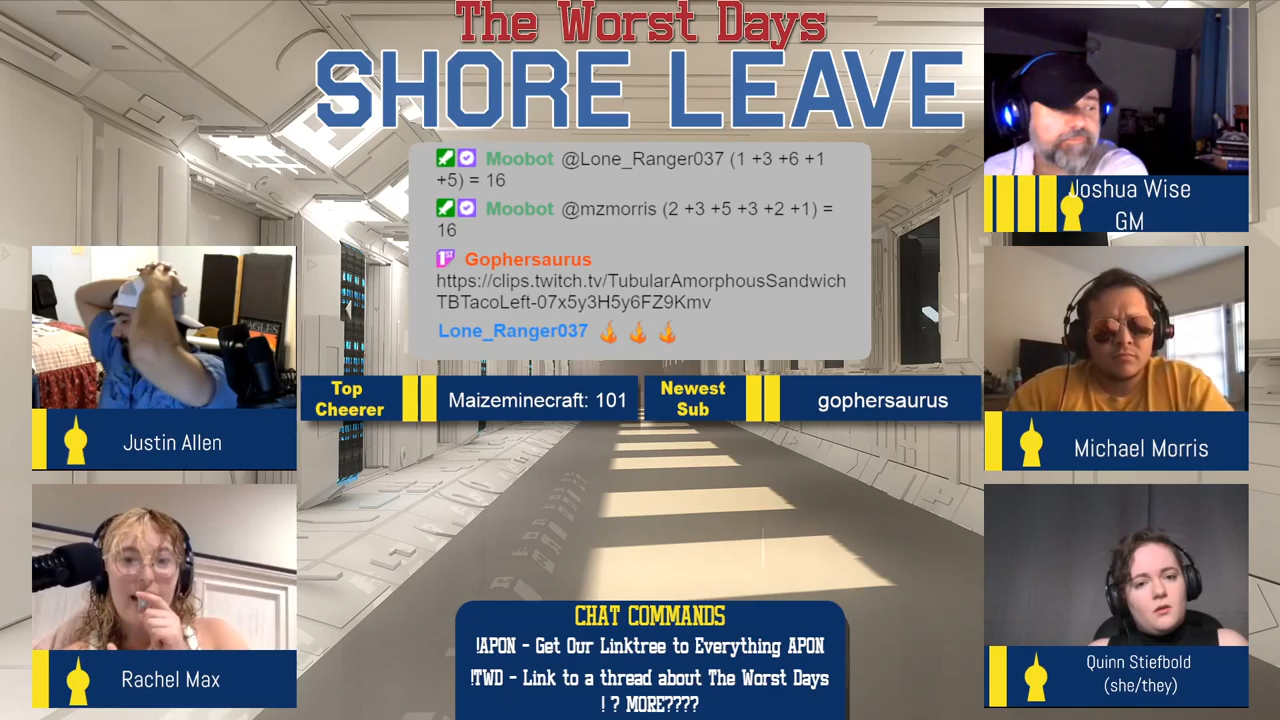 The Worst Days
SHORE LEAVE
Moobot @Lone_Ranger037 (1 +3 +6 +1
+5) = 16
Moobot @mzmorris (2 +3 +5 +3 +2 +1) =
16
1ST Gophersaurus
https://clips.twitch.tv/TubularAmorphousSandwich
TBTacoLeft-07x5y3H5y6FZ9Kmv
Lone_Ranger037 🔥 🔥 🔥
Joshua Wise
GM
EAGLES
Top
Cheerer
Maizeminecraft: 101
Newest
Sub
gophersaurus
Justin Allen
Michael Morris
Rachel Max
Quinn Stiefbold
(she/they)
CHAT COMMANDS
!APON - Get Our Linktree to Everything APON
!TWD - Link to a thread about The Worst Days
! ? MORE????